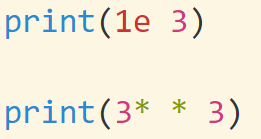 print(1e 3)
print(3* * 3)